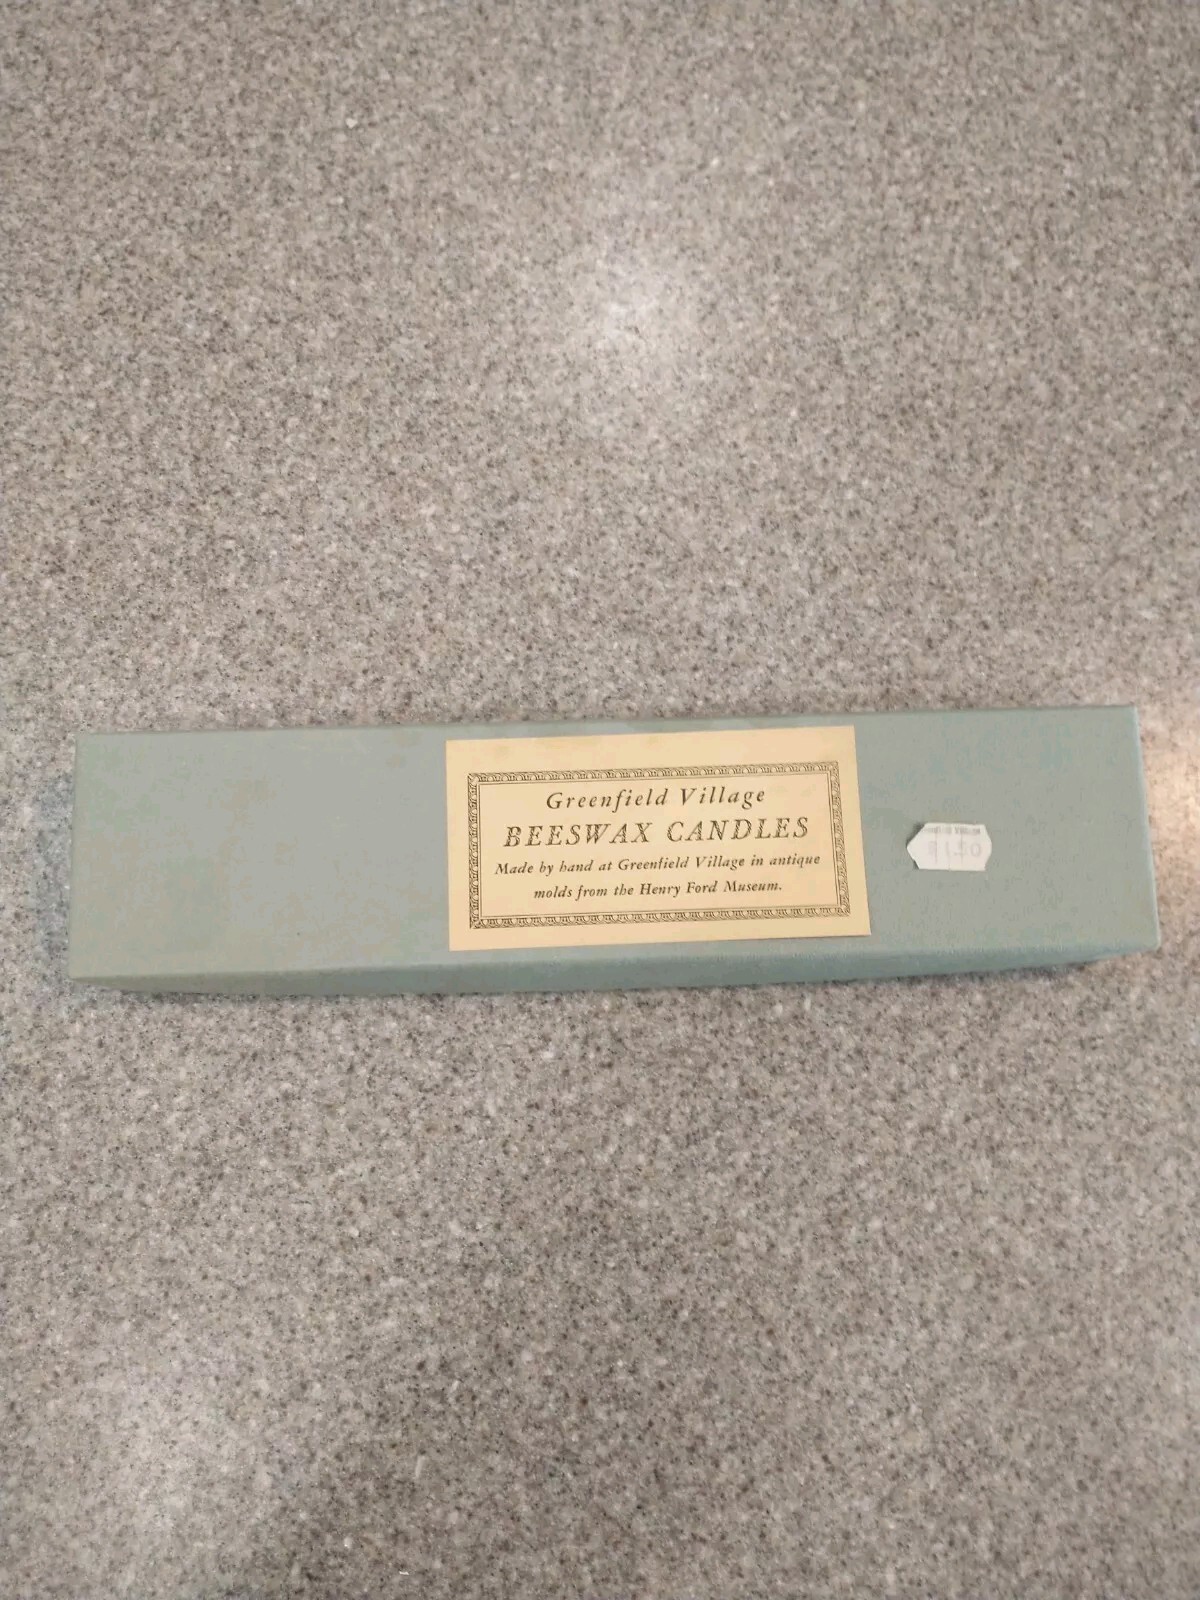 Greenfield Village
BEESWAX CANDLES
Made by hand at Greenfield Village in antique
molds from the Henry Ford Museum.